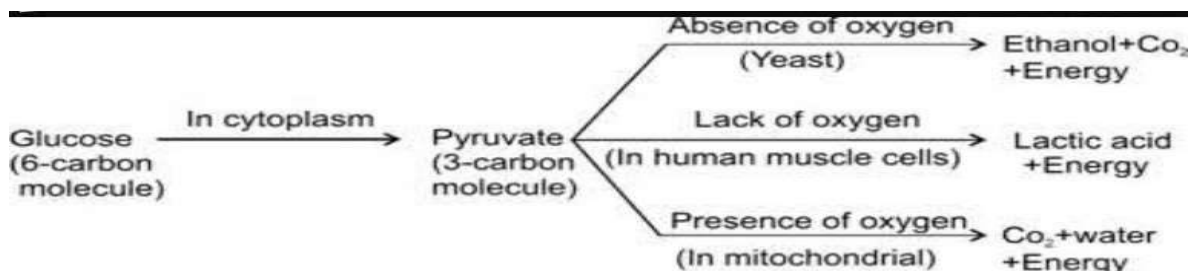 Absence of oxygen
(Yeast)
Ethanol+Co₂
+Energy
Glucose
(6-carbon
molecule)
In cytoplasm
Pyruvate
(3-carbon
molecule)
Lack of oxygen
(In human muscle cells)
Lactic acid
+Energy
Presence of oxygen
(In mitochondrial)
Co₂+water
+Energy